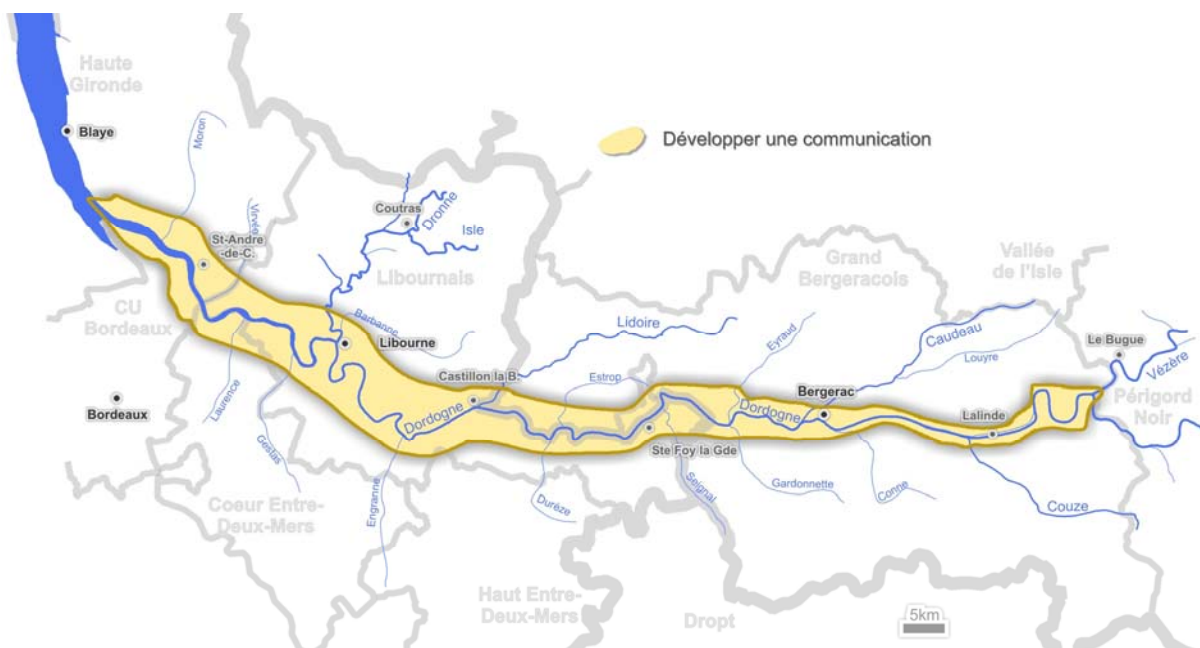 Haute
Gironde
Blaye
Moron
Développer une communication
Virvée
St-Andre
-de-C.
Coutras
Dronne
Isle
Libournais
Grand
Bergeracois
Vallée
de l'Isle
CU
Bordeaux
Barbanne
Libourne
Lidoire
Eyraud
Caudeau
Louyre
Le Bugue
Vézère
Périgord
Noir
Castillon la B.
Estrop
Bergerac
Dordogne
Dordogne
Lalinde
Bordeaux
Laurence
Gestas
Ste Foy la Gde
Engranne
Durèze
Seignal
Gardonnette
Conne
Couze
Coeur Entre-
Deux-Mers
Haut Entre-
Deux-Mers
Dropt
5km